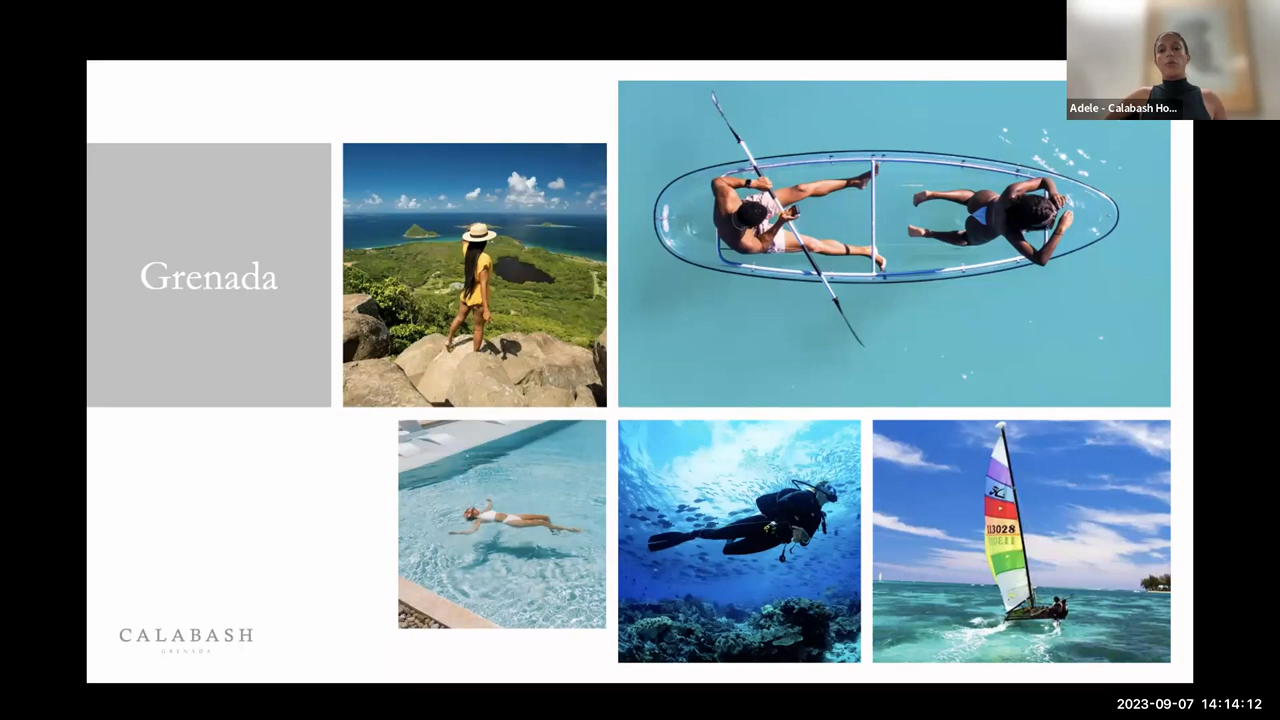 Adele - Calabash Ho...
Grenada
113028
CALABASH
GRENADA
2023-09-07 14:14:12